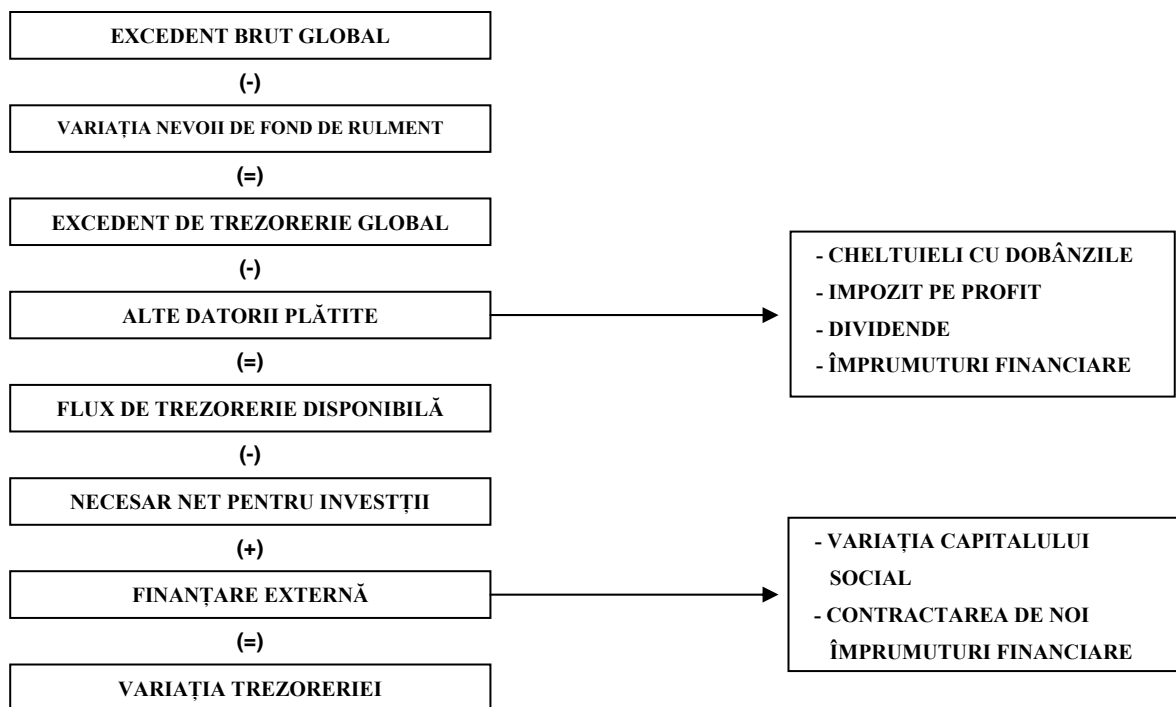 EXCEDENT BRUT GLOBAL
(-)
VARIAȚIA NEVOII DE FOND DE RULMENT
(=)
EXCEDENT DE TREZORERIE GLOBAL
(-)
ALTE DATORII PLĂTITE
(=)
FLUX DE TREZORERIE DISPONIBILĂ
(-)
NECESAR NET PENTRU INVESTȚII
(+)
FINANȚARE EXTERNĂ
(=)
VARIAȚIA TREZORERIEI
- CHELTUIELI CU DOBÂNZILE
- IMPOZIT PE PROFIT
- DIVIDENDE
- ÎMPRUMUTURI FINANCIARE
- VARIAȚIA CAPITALULUI
SOCIAL
- CONTRACTAREA DE NOI
ÎMPRUMUTURI FINANCIARE